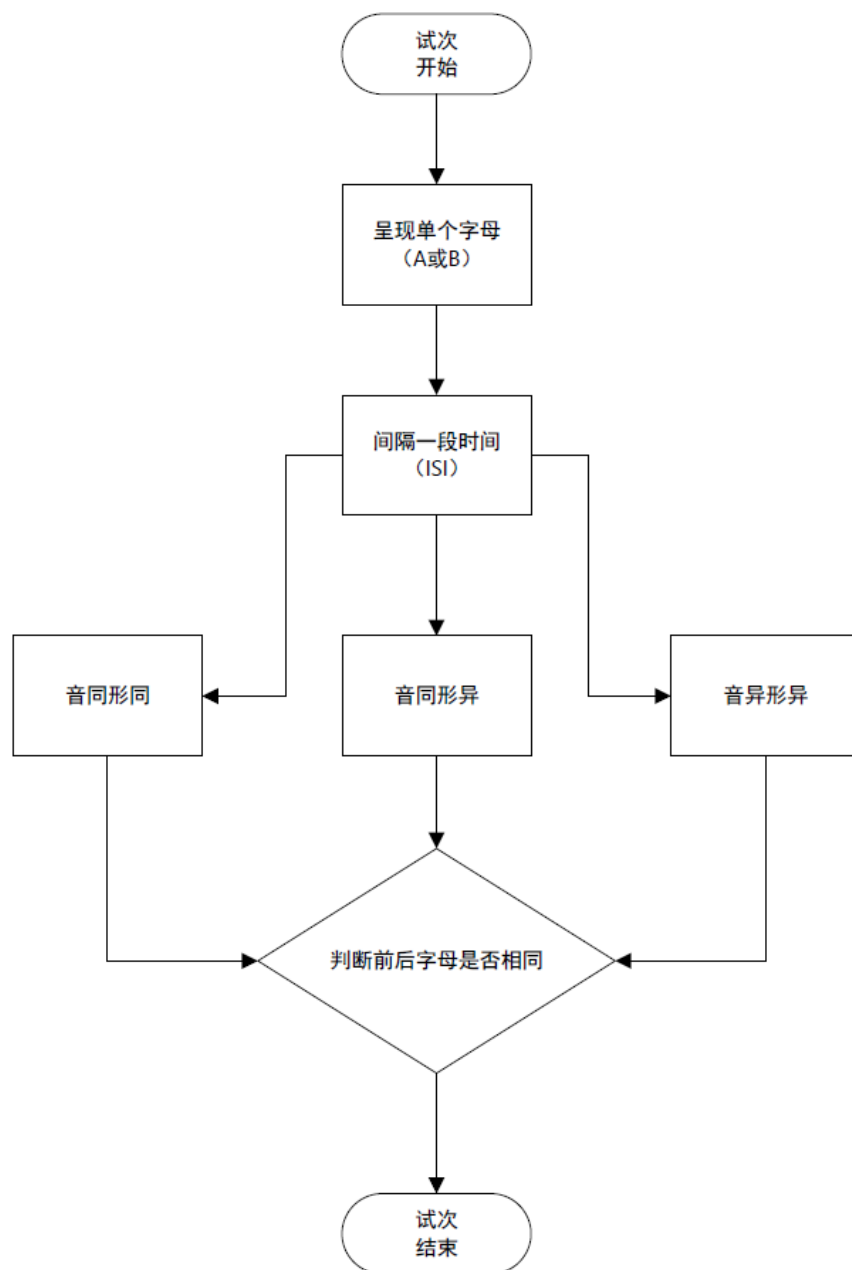 试次
开始
呈现单个字母
（A或B）
间隔一段时间
（ISI）
音同形同
音同形异
音异形异
判断前后字母是否相同
试次
结束